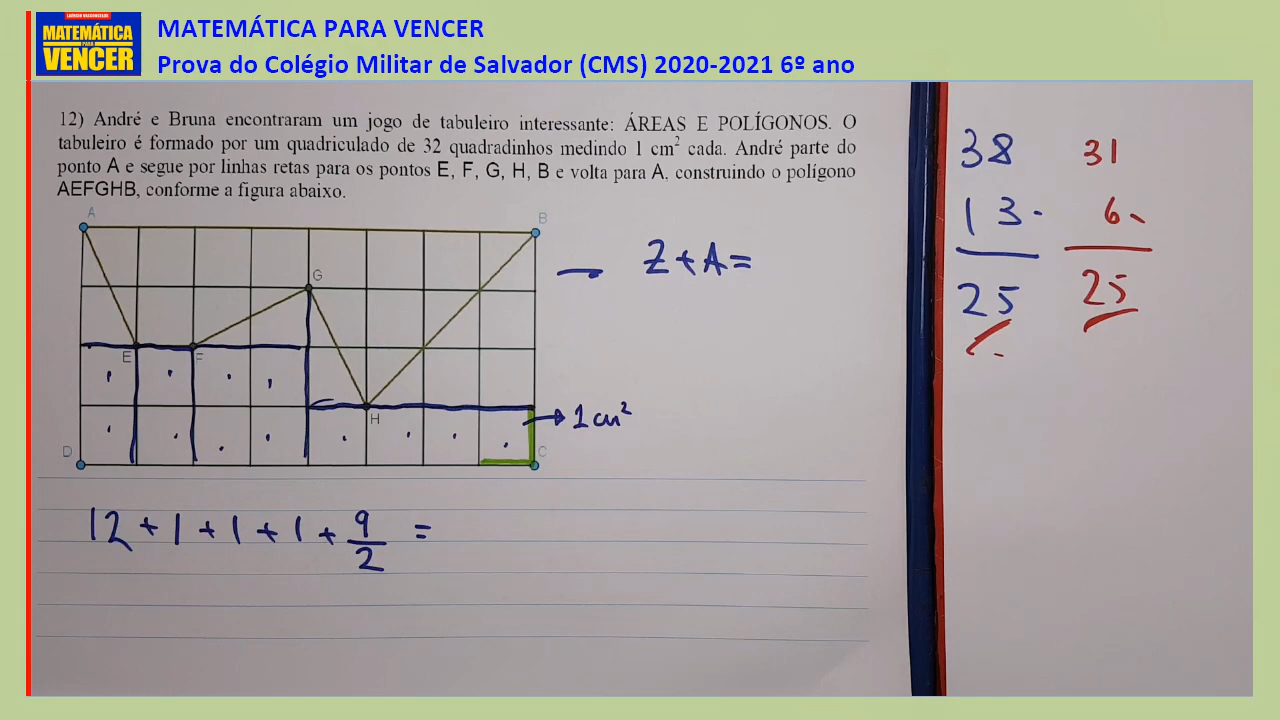 LAÉRCIO VASCONCELOS
MATEMÁTICA
PARA
VENCER
MATEMÁTICA PARA VENCER
Prova do Colégio Militar de Salvador (CMS) 2020-2021 6º ano
12) André e Bruna encontraram um jogo de tabuleiro interessante: ÁREAS E POLÍGONOS. O
tabuleiro é formado por um quadriculado de 32 quadradinhos medindo 1 cm² cada. André parte do
ponto A e segue por linhas retas para os pontos E, F, G, H, B e volta para A, construindo o polígono
AEFGHB, conforme a figura abaixo.
A
B
G
E
F
H
D
C
1 cm²
Z + A =
12 + 1 + 1 + 1 + 9/2 =
38
13-
25
31
6-
25